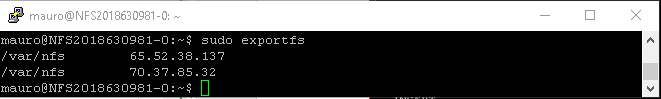 mauro@NFS2018630981-0: ~
mauro@NFS2018630981-0:~$ sudo exportfs
/var/nfs        65.52.38.137
/var/nfs        70.37.85.32
mauro@NFS2018630981-0:~$